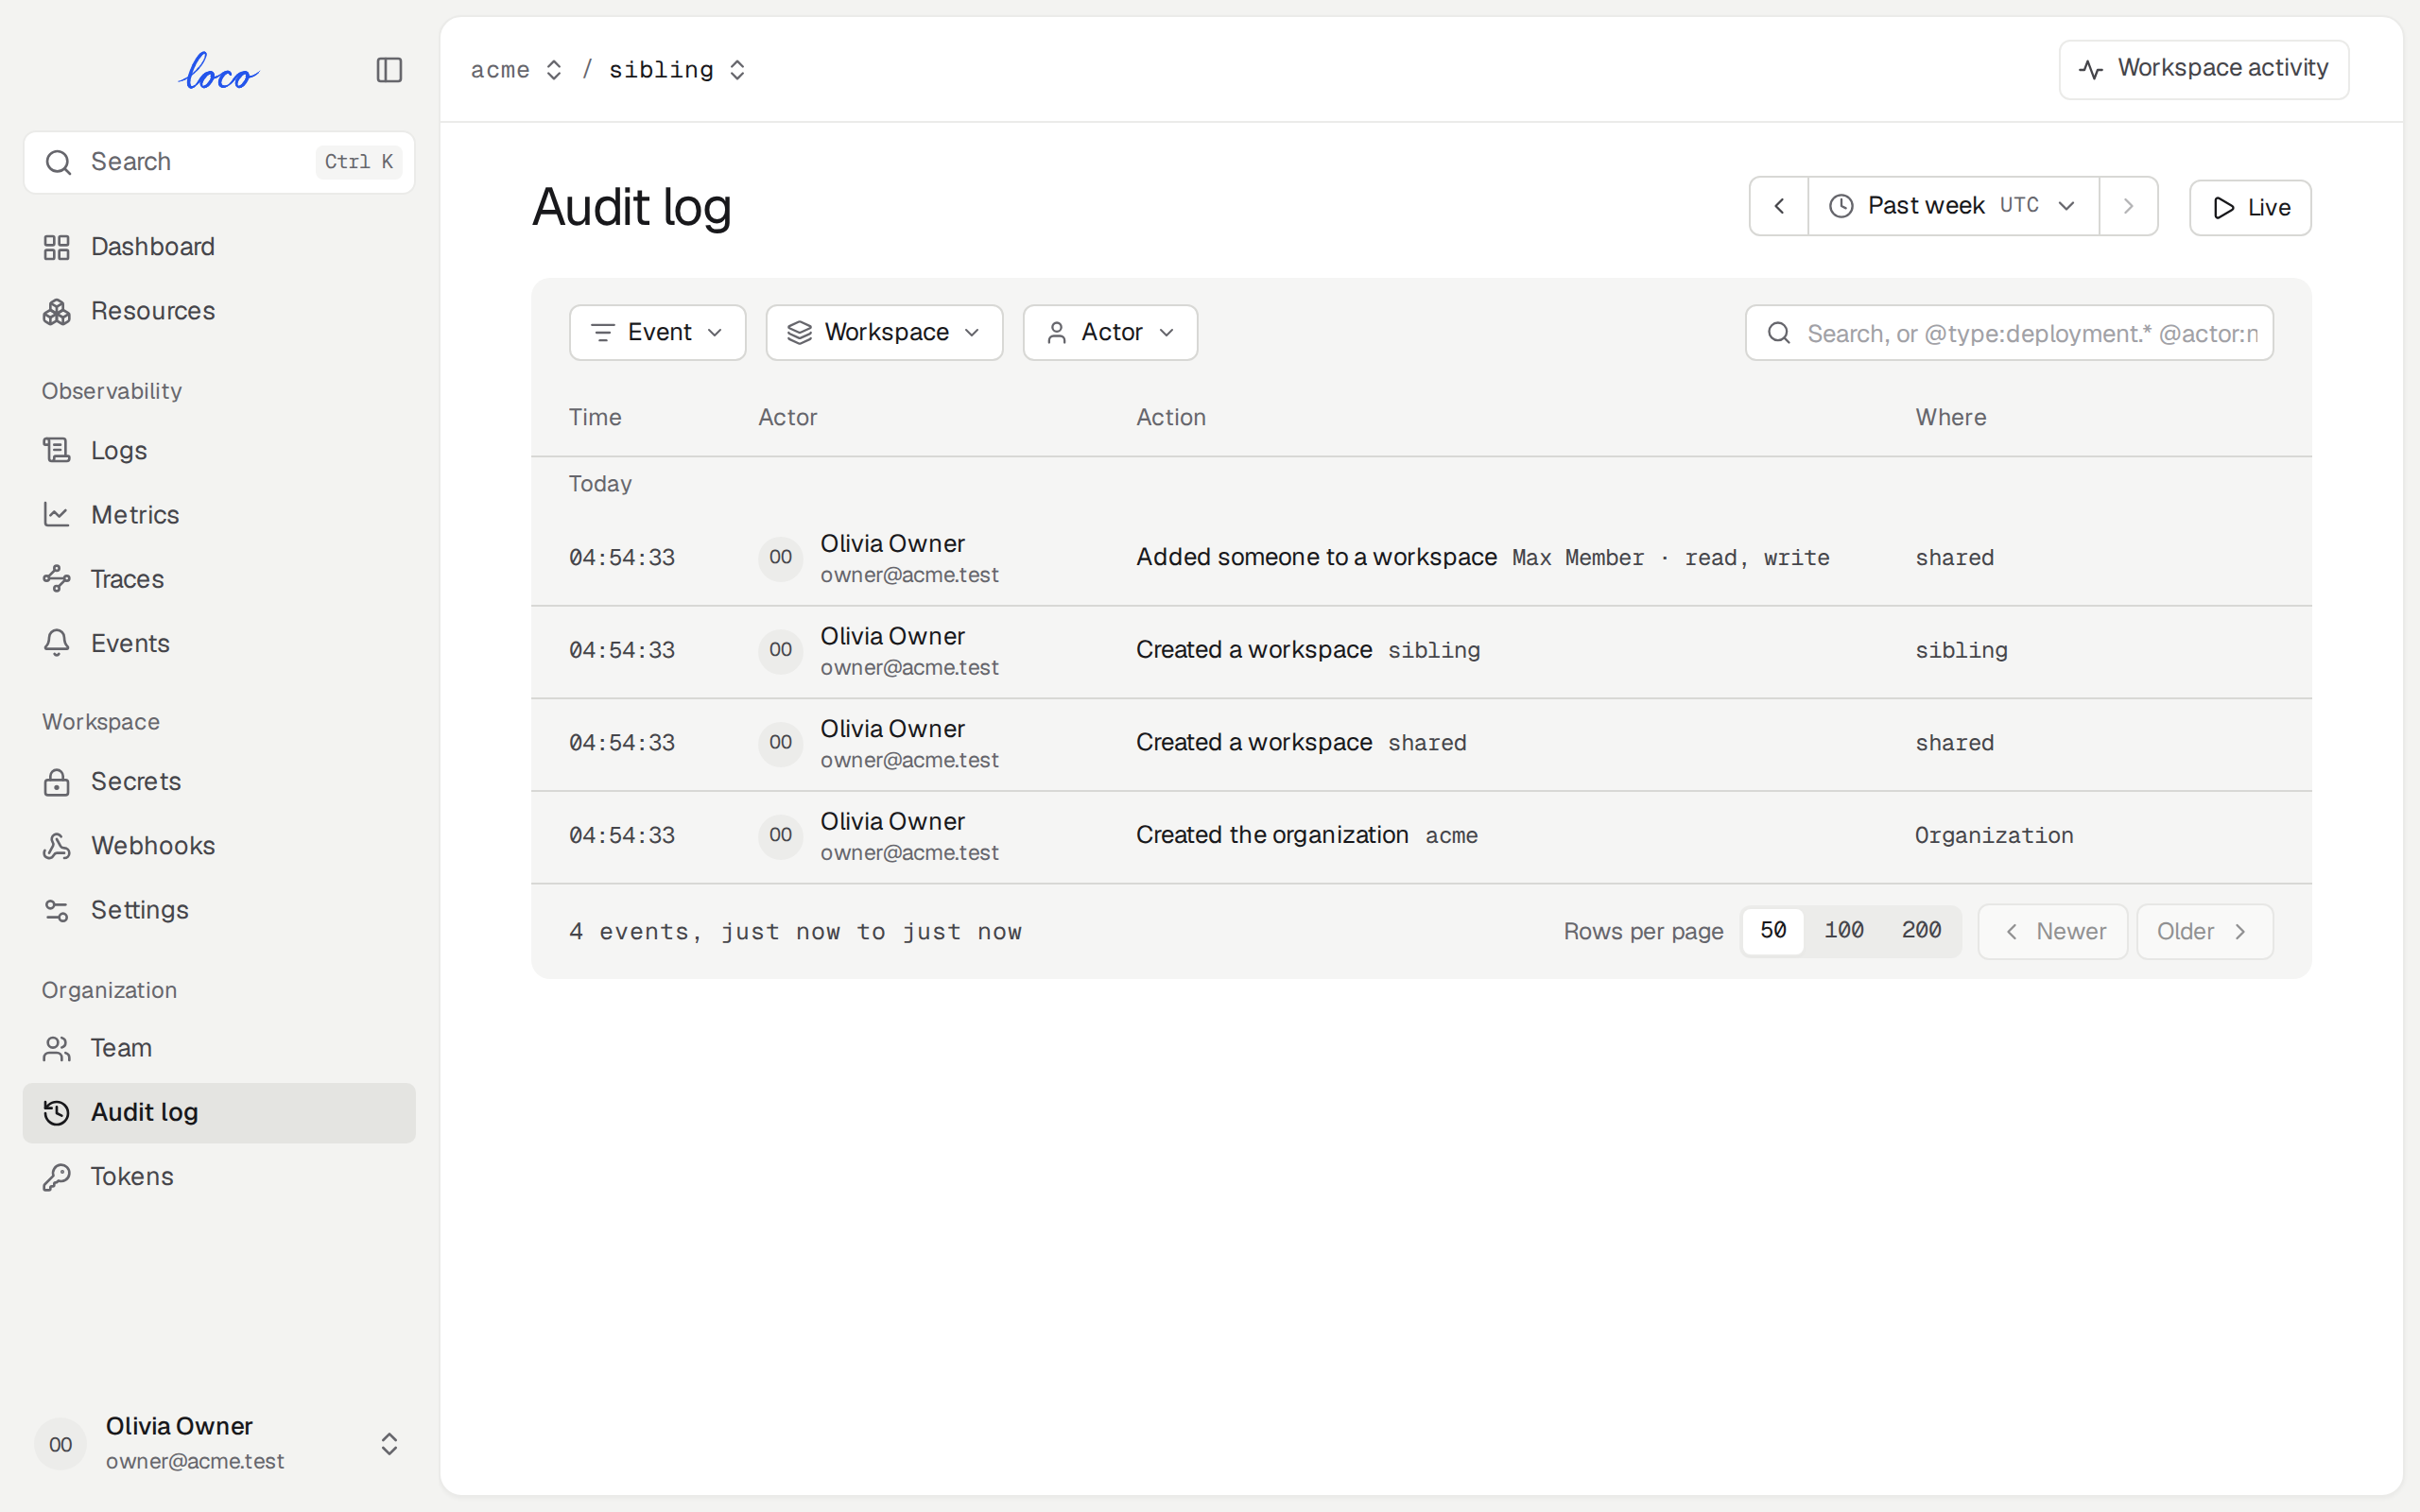 loco
Search Ctrl K
Dashboard
Resources
Observability
Logs
Metrics
Traces
Events
Workspace
Secrets
Webhooks
Settings
Organization
Team
Audit log
Tokens
OO Olivia Owner
owner@acme.test
acme / sibling Workspace activity
Audit log Past week UTC Live
Event Workspace Actor Search, or @type:deployment.* @actor:
Time Actor Action Where
Today
04:54:33 OO Olivia Owner Added someone to a workspace Max Member · read, write shared
owner@acme.test
04:54:33 OO Olivia Owner Created a workspace sibling sibling
owner@acme.test
04:54:33 OO Olivia Owner Created a workspace shared shared
owner@acme.test
04:54:33 OO Olivia Owner Created the organization acme Organization
owner@acme.test
4 events, just now to just now Rows per page 50 100 200 Newer Older